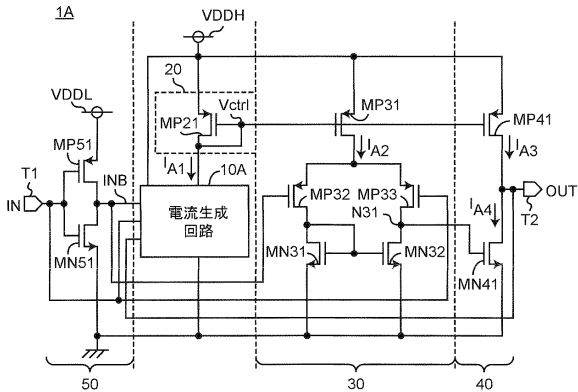 1A
VDDH
20
VDDL
Vctrl
MP31
MP21
MP41
MP51
IA1
IA2
IA3
T1
INB
10A
IN
電流生成
回路
MP32
MP33
N31
IA4
OUT
T2
MN51
MN31
MN32
MN41
50
30
40